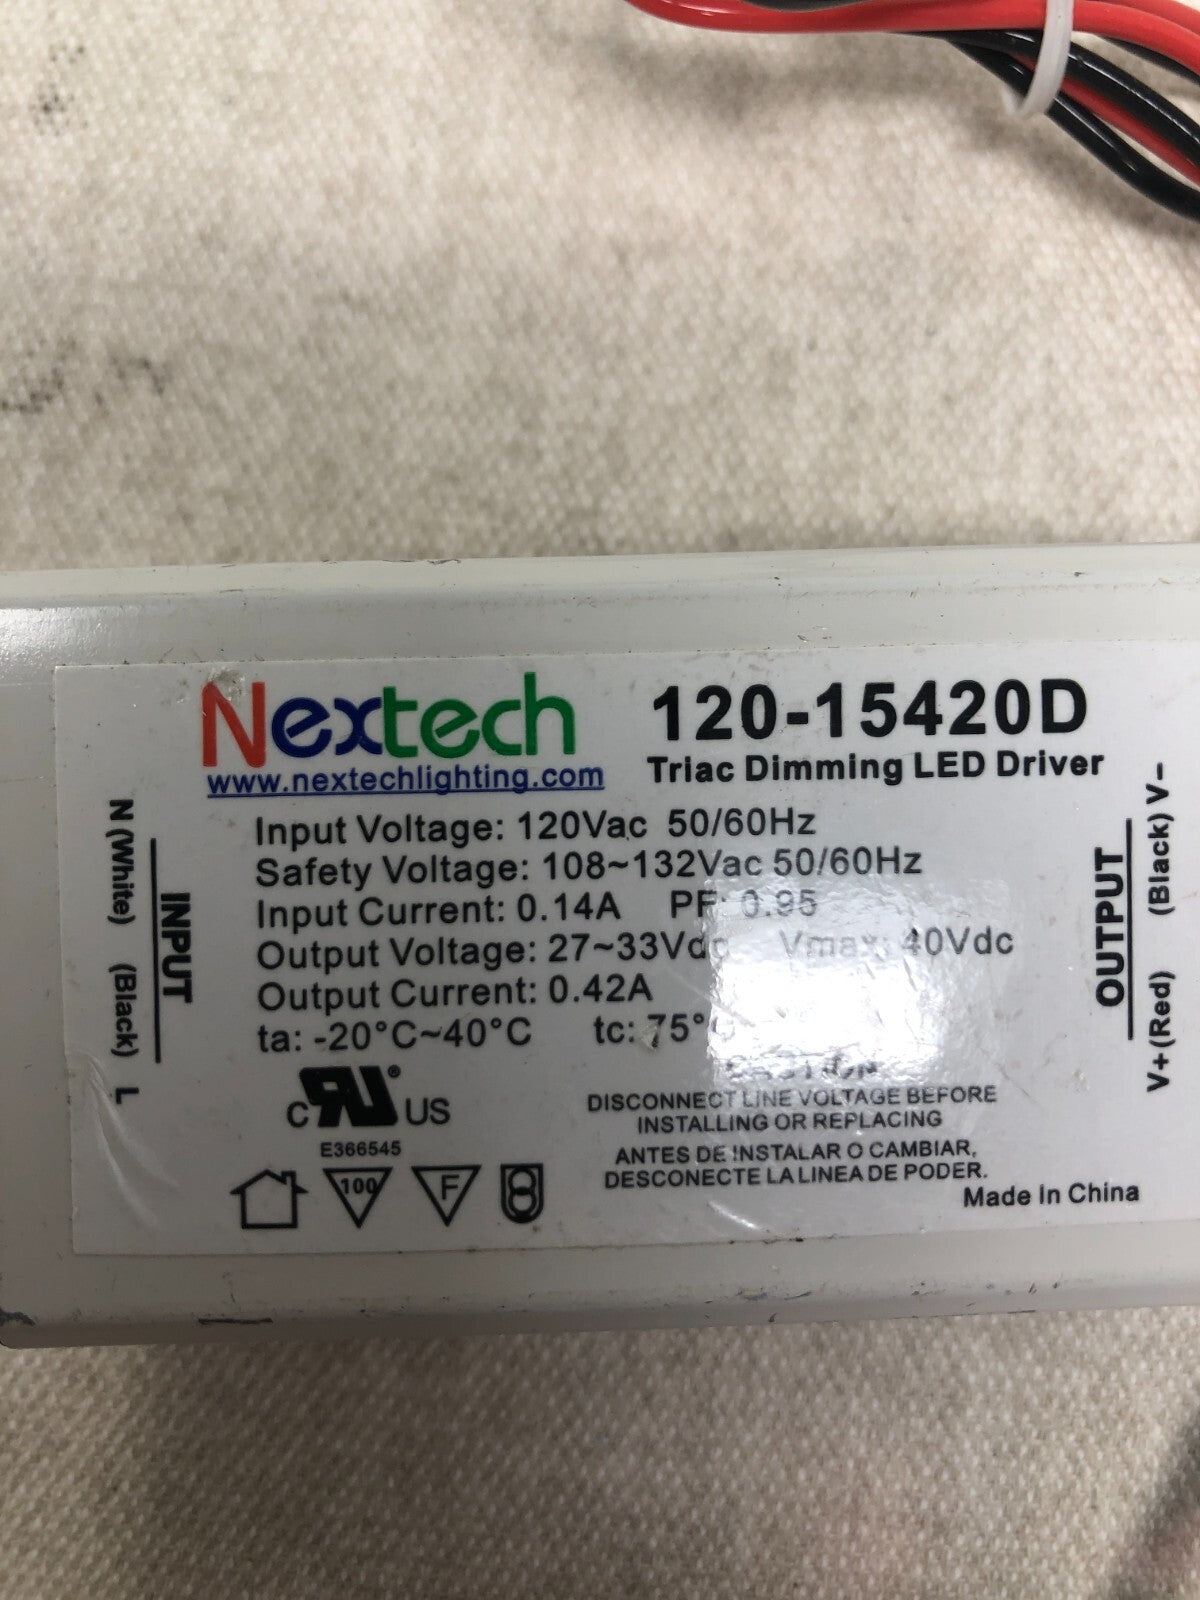 Nextech
www.nextechlighting.com
120-15420D
Triac Dimming LED Driver
Input Voltage: 120Vac 50/60Hz
Safety Voltage: 108~132Vac 50/60Hz
Input Current: 0.14A PF: 0.95
Output Voltage: 27~33Vdc Vmax: 40Vdc
Output Current: 0.42A
ta: -20°C~40°C tc: 75°C
N (White) (Black) L
INPUT
OUTPUT
V+(Red) (Black) V-
c RU US
E366545
100
F
CAUTION
DISCONNECT LINE VOLTAGE BEFORE
INSTALLING OR REPLACING
ANTES DE INSTALAR O CAMBIAR,
DESCONECTE LA LINEA DE PODER.
Made In China